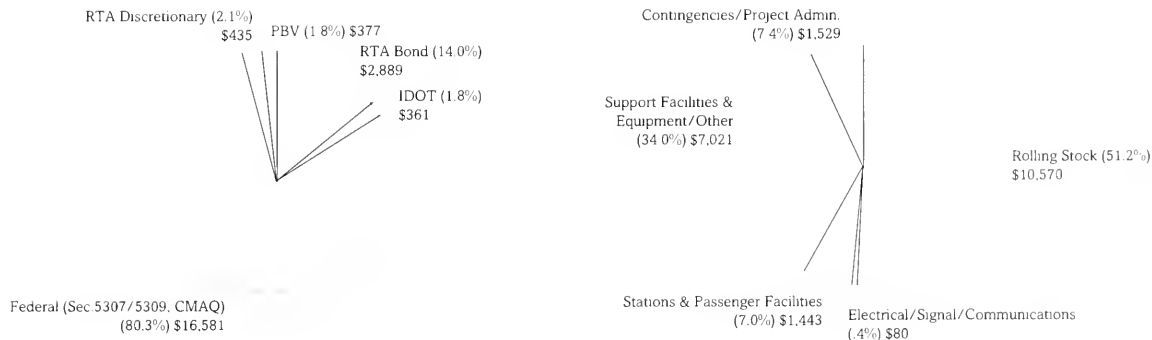 RTA Discretionary (2.1%)
$435
PBV (1 8%) $377
RTA Bond (14.0%)
$2,889
IDOT (1.8%)
$361
Federal (Sec.5307/5309, CMAQ)
(80.3%) $16,581
Contingencies/Project Admin.
(7 4%) $1,529
Support Facilities &
Equipment/Other
(34 0%) $7,021
Rolling Stock (51.2%)
$10,570
Stations & Passenger Facilities
(7.0%) $1,443
Electrical/Signal/Communications
(.4%) $80